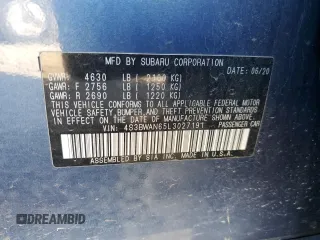 MFD BY SUBARU CORPORATION
GVWR: 4630 LB ( 2100 KG) DATE: 06/20
GAWR: F 2756 LB ( 1250 KG)
GAWR: R 2690 LB ( 1220 KG)
THIS VEHICLE CONFORMS TO ALL APPLICABLE FEDERAL MOTOR
VEHICLE SAFETY, BUMPER AND THEFT PREVENTION STANDARDS IN
EFFECT ON THE DATE OF MANUFACTURE SHOWN ABOVE.
VIN: 4S3BWAN65L3027191 PASSENGER CAR
ASSEMBLED BY SIA, INC. MADE IN U.S.A.
DREAMBID